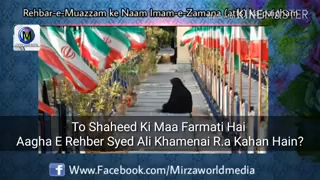 Rehbar-e-Muazzam ke Naam Imam-e-Zamana
KINEMASTER
To Shaheed Ki Maa Farmati Hai
Aagha E Rehber Syed Ali Khamenai R.a Kahan Hain?
www.Facebook.com/Mirzaworldmedia